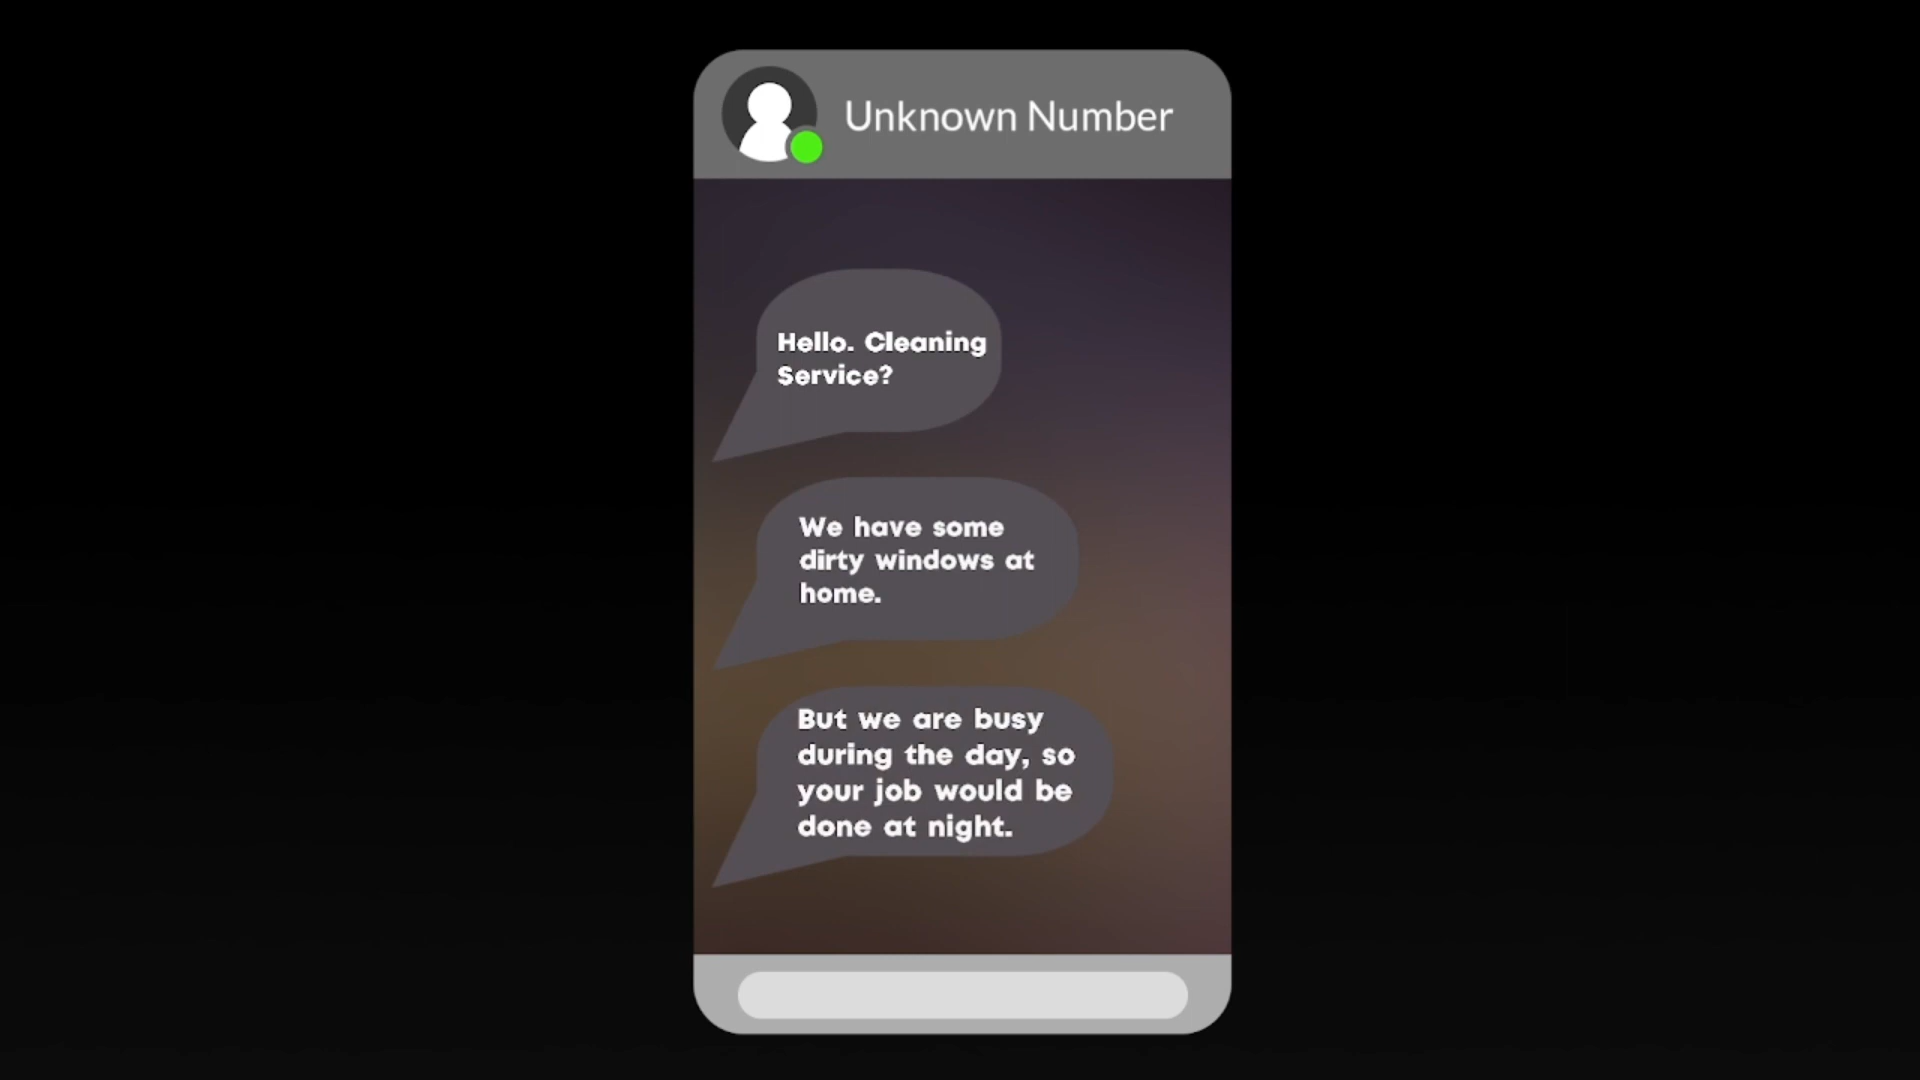 Unknown Number
Hello. Cleaning
Service?
We have some
dirty windows at
home.
But we are busy
during the day, so
your job would be
done at night.